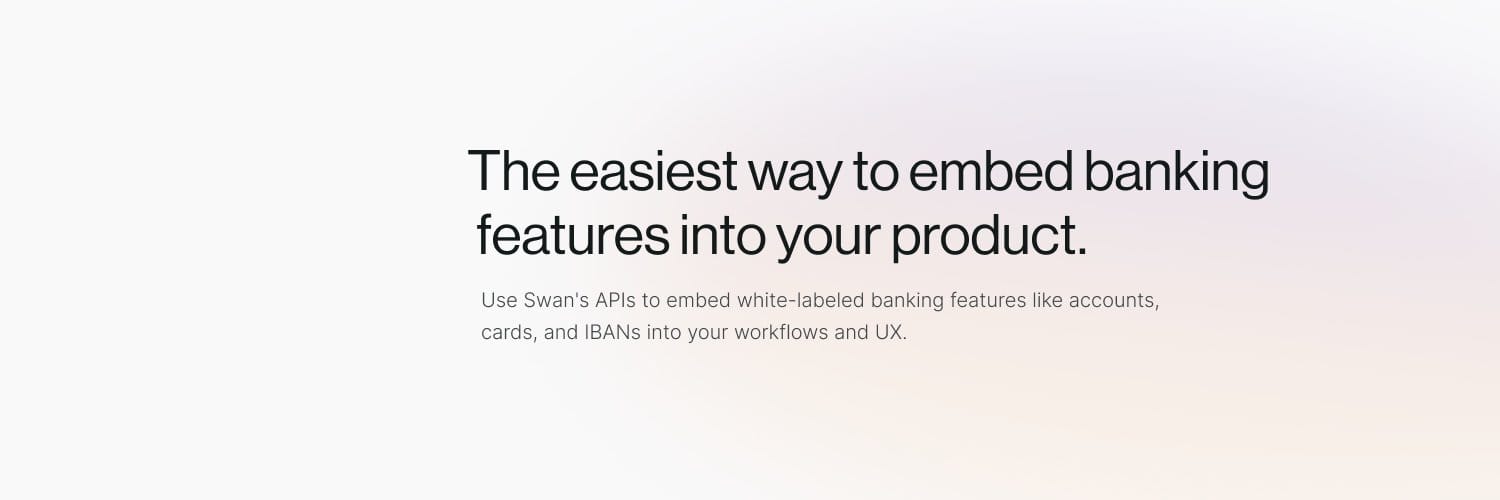 The easiest way to embed banking
features into your product.
Use Swan's APIs to embed white-labeled banking features like accounts,
cards, and IBANs into your workflows and UX.